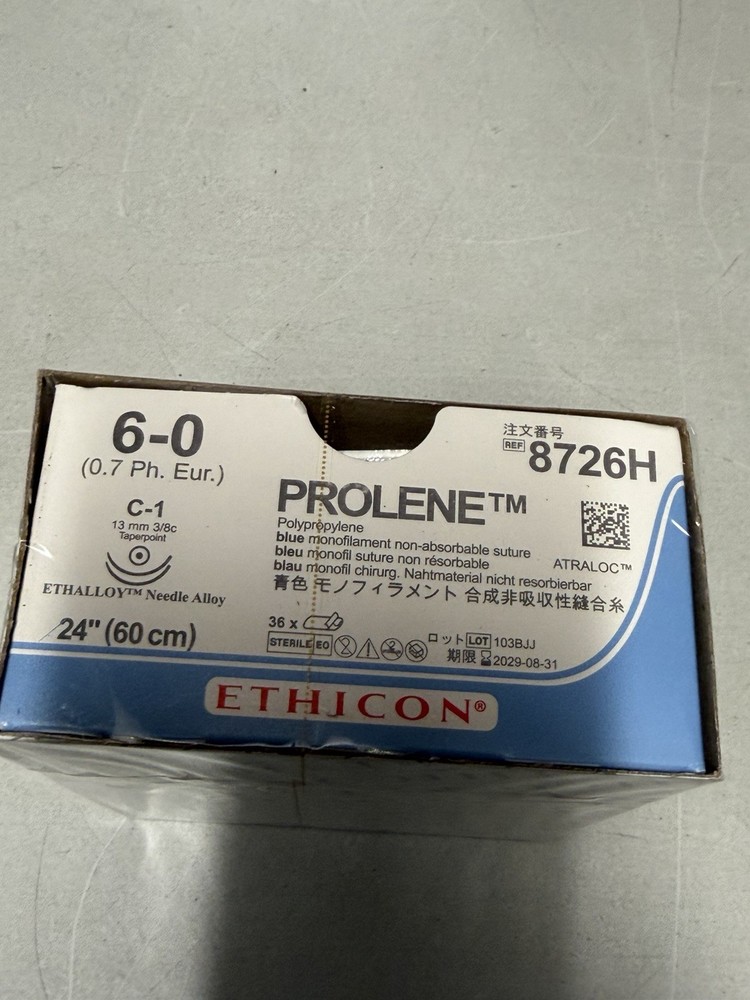 6-0
(0.7 Ph. Eur.)
C-1
13 mm 3/8c
Taperpoint
ETHALLOY™ Needle Alloy
24" (60 cm)
注文番号
REF 8726H
PROLENE™
Polypropylene
blue monofilament non-absorbable suture
bleu monofil suture non résorbable
blau monofil chirurg. Nahtmaterial nicht resorbierbar
青色 モノフィラメント 合成非吸収性縫合糸
ATRALOC™
36 x
STERILE EO
ロット LOT 103BJJ
期限 2029-08-31
ETHICON®